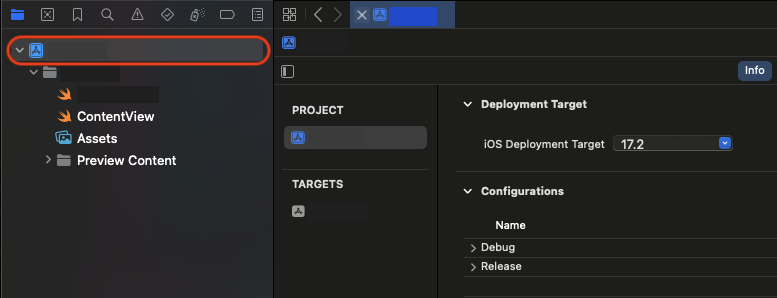 ContentView
Assets
Preview Content
Info
PROJECT
TARGETS
Deployment Target
iOS Deployment Target 17.2
Configurations
Name
Debug
Release